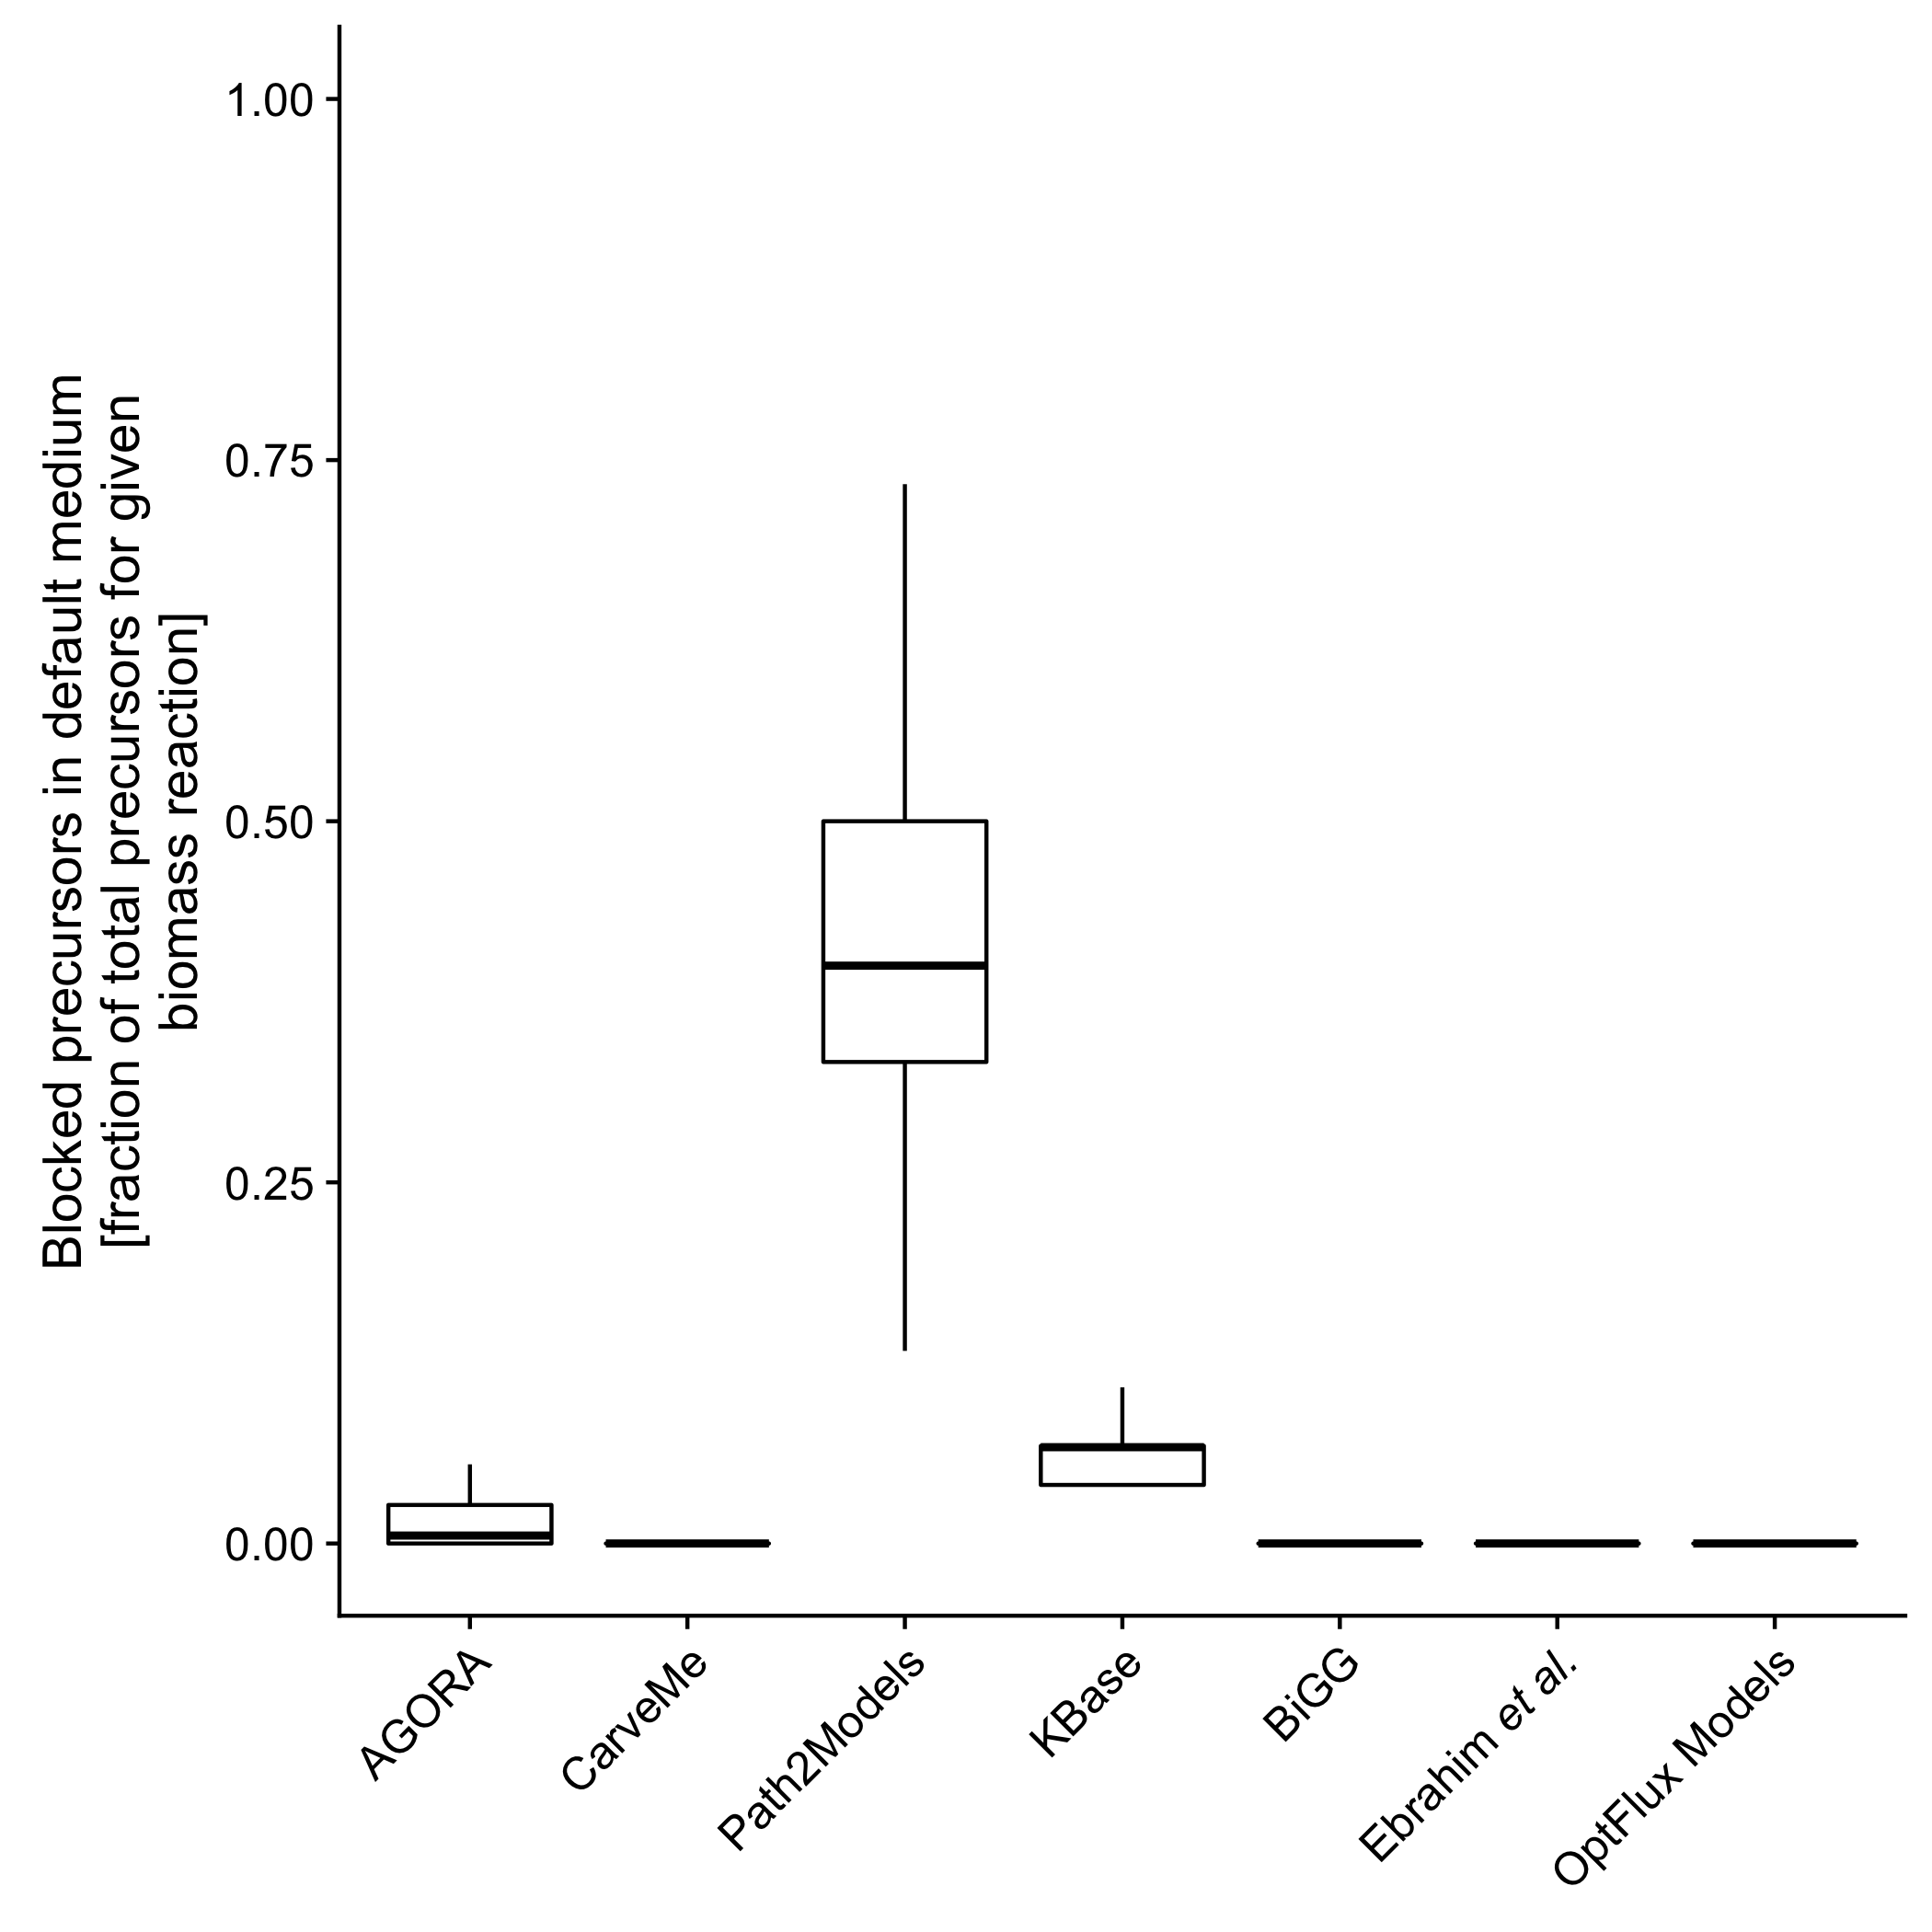 Blocked precursors in default medium
[fraction of total precursors for given
biomass reaction]
1.00
0.75
0.50
0.25
0.00
AGORA
CarveMe
Path2Models
KBase
BiGG
Ebrahim et al.
OptFlux Models